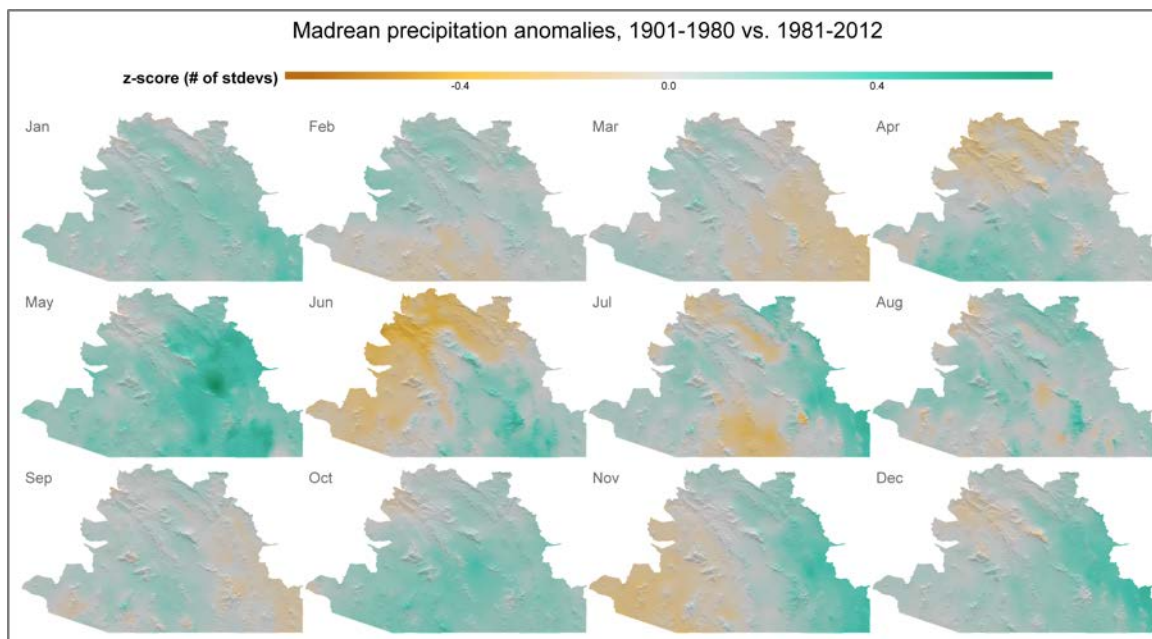 Madrean precipitation anomalies, 1901-1980 vs. 1981-2012
z-score (# of stdevs)
-0.4 0.0 0.4
Jan Feb Mar Apr
May Jun Jul Aug
Sep Oct Nov Dec